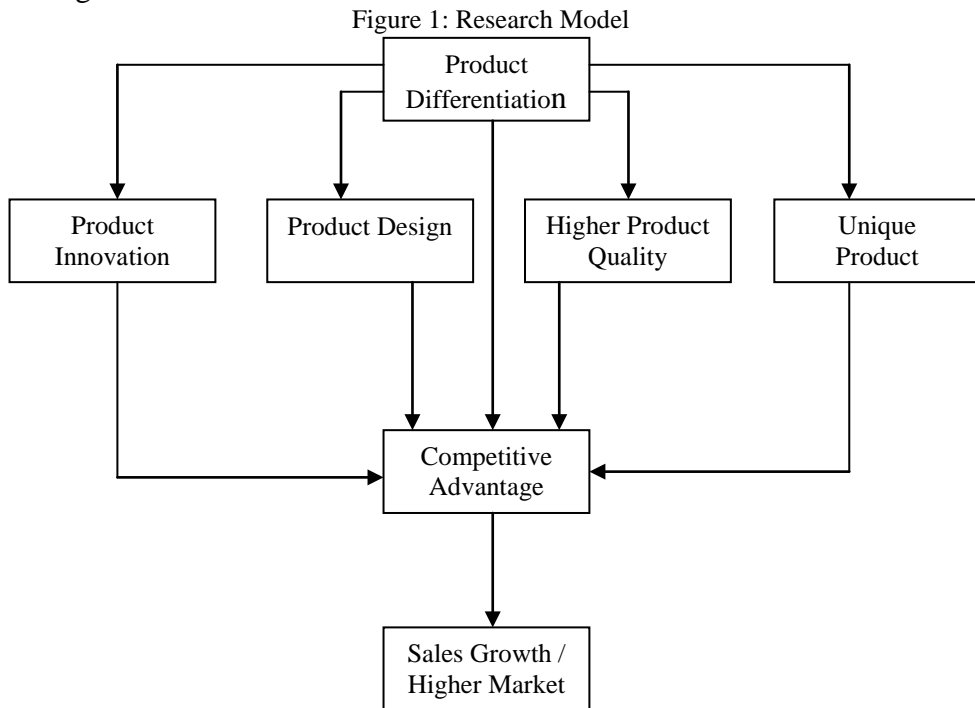 Figure 1: Research Model
Product
Differentiation
Product
Innovation
Product Design
Higher Product
Quality
Unique
Product
Competitive
Advantage
Sales Growth /
Higher Market